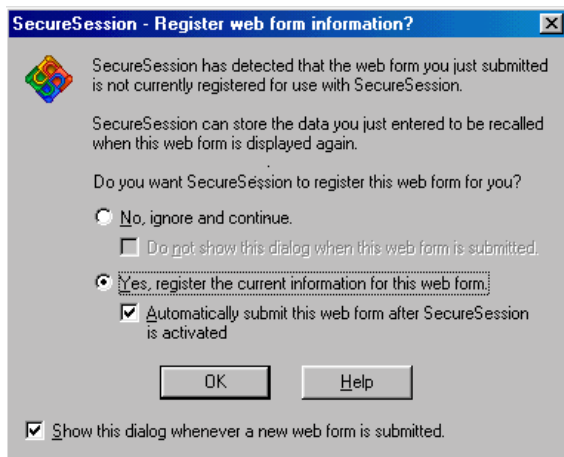 SecureSession - Register web form information?
SecureSession has detected that the web form you just submitted
is not currently registered for use with SecureSession.
SecureSession can store the data you just entered to be recalled
when this web form is displayed again.
Do you want SecureSession to register this web form for you?
No, ignore and continue.
Do not show this dialog when this web form is submitted.
Yes, register the current information for this web form.
Automatically submit this web form after SecureSession
is activated
OK Help
Show this dialog whenever a new web form is submitted.